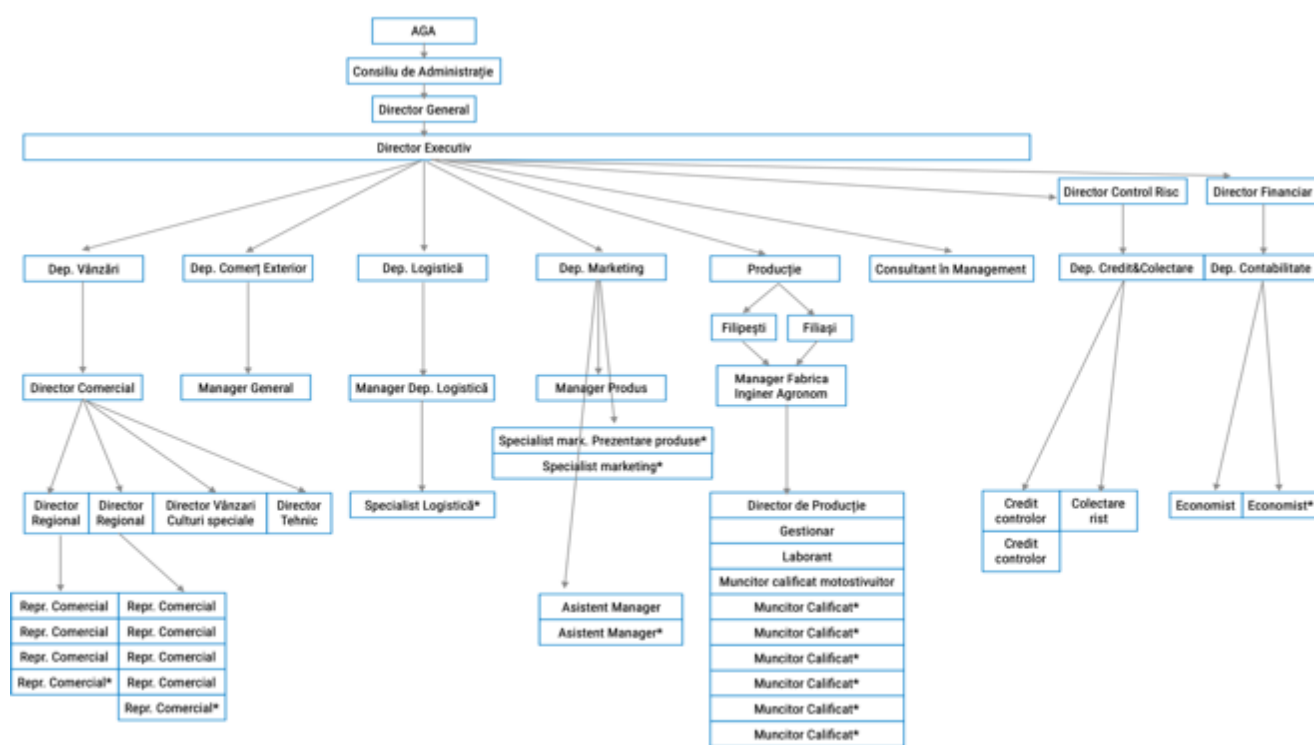 AGA
Consiliu de Administrație
Director General
Director Executiv
Director Control Risc
Director Financiar
Dep. Vânzări
Dep. Comerț Exterior
Dep. Logistică
Dep. Marketing
Producție
Consultant în Management
Dep. Credit&Colectare
Dep. Contabilitate
Filipești
Filiași
Director Comercial
Manager General
Manager Dep. Logistică
Manager Produs
Manager Fabrica
Inginer Agronom
Specialist mark. Prezentare produse*
Specialist marketing*
Director
Regional
Director
Regional
Director Vânzari
Culturi speciale
Director
Tehnic
Specialist Logistică*
Director de Producție
Gestionar
Laborant
Muncitor calificat motostivuitor
Muncitor Calificat*
Muncitor Calificat*
Muncitor Calificat*
Muncitor Calificat*
Muncitor Calificat*
Muncitor Calificat*
Credit
controlor
Credit
controlor
Colectare
rist
Economist
Economist*
Repr. Comercial
Repr. Comercial
Repr. Comercial
Repr. Comercial*
Repr. Comercial
Repr. Comercial
Repr. Comercial
Repr. Comercial
Repr. Comercial*
Asistent Manager
Asistent Manager*